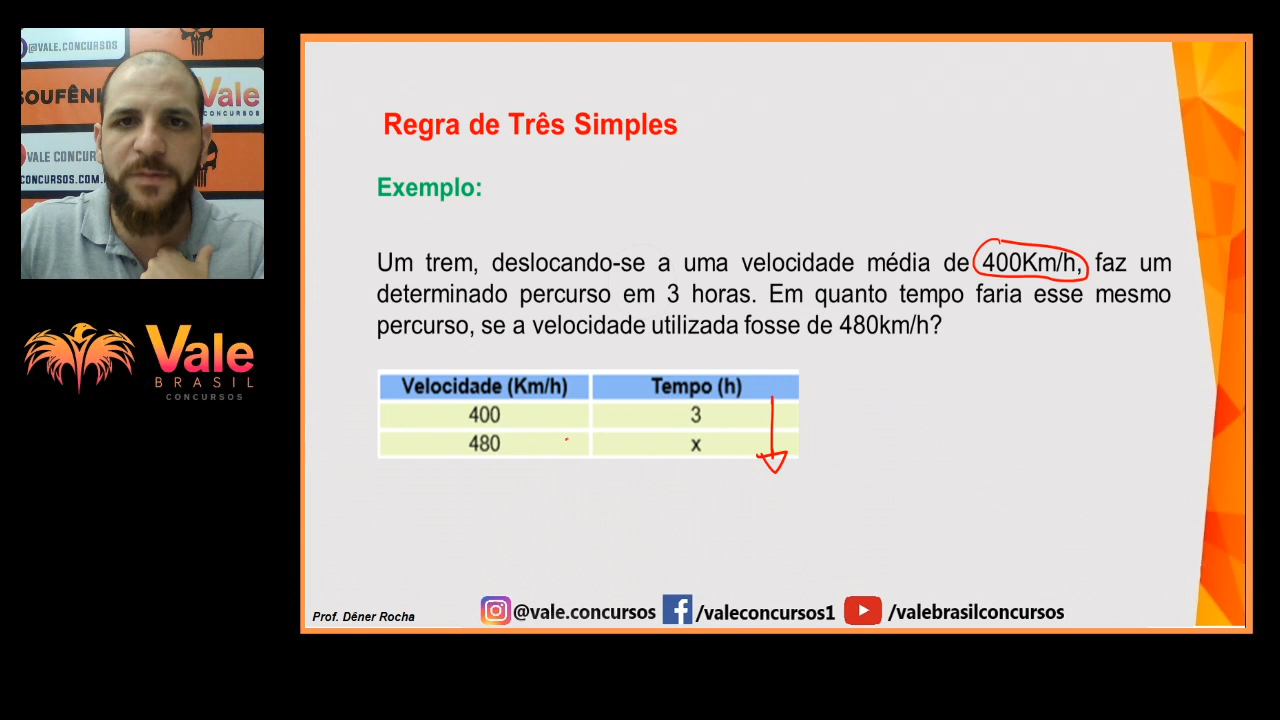 @VALE.CONCURSOS
SOUFÊNI
Vale
CONCURSOS
VALE CONCUR
CONCURSOS.COM.
Vale
BRASIL
CONCURSOS
Regra de Três Simples
Exemplo:
Um trem, deslocando-se a uma velocidade média de 400Km/h, faz um
determinado percurso em 3 horas. Em quanto tempo faria esse mesmo
percurso, se a velocidade utilizada fosse de 480km/h?
Velocidade (Km/h) Tempo (h)
400 3
480 x
Prof. Dêner Rocha @vale.concursos /valeconcursos1 /valebrasilconcursos